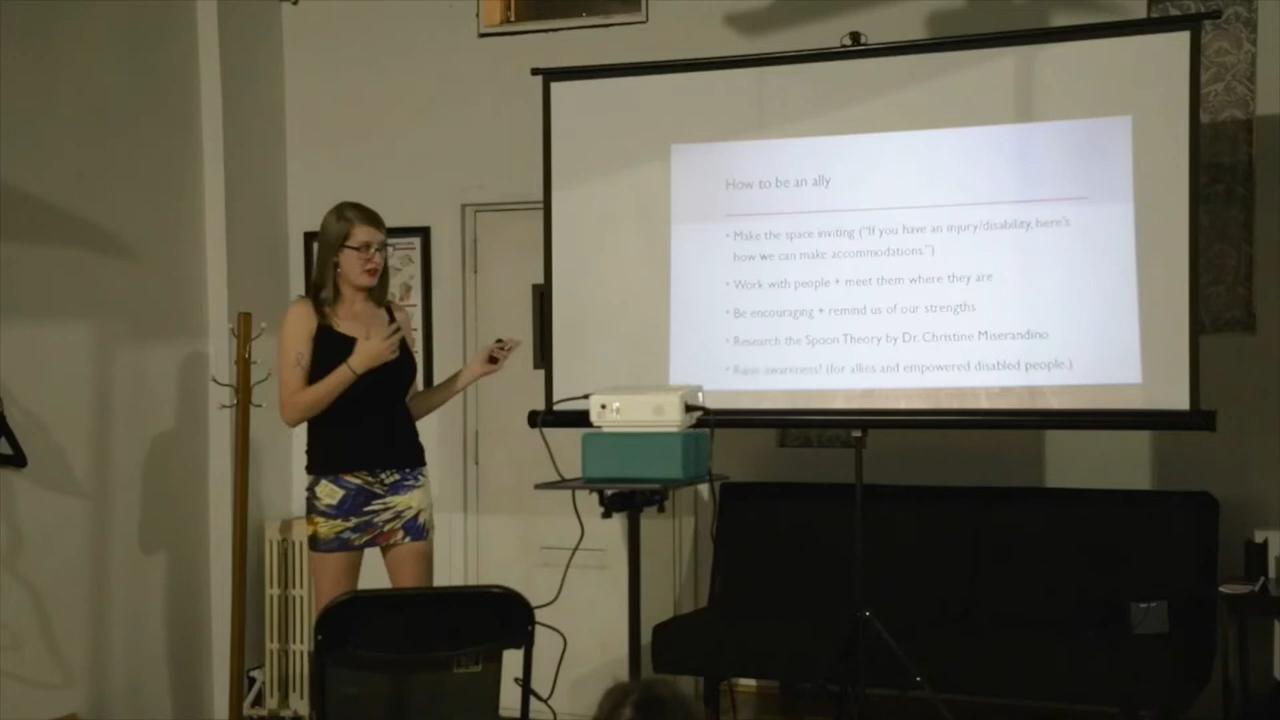 How to be an ally
• Make the space inviting ("If you have an injury/disability, here's
how we can make accommodations.")
• Work with people + meet them where they are
• Be encouraging + remind us of our strengths
• Research the Spoon Theory by Dr. Christine Miserandino
• Raise awareness! (for allies and empowered disabled people.)